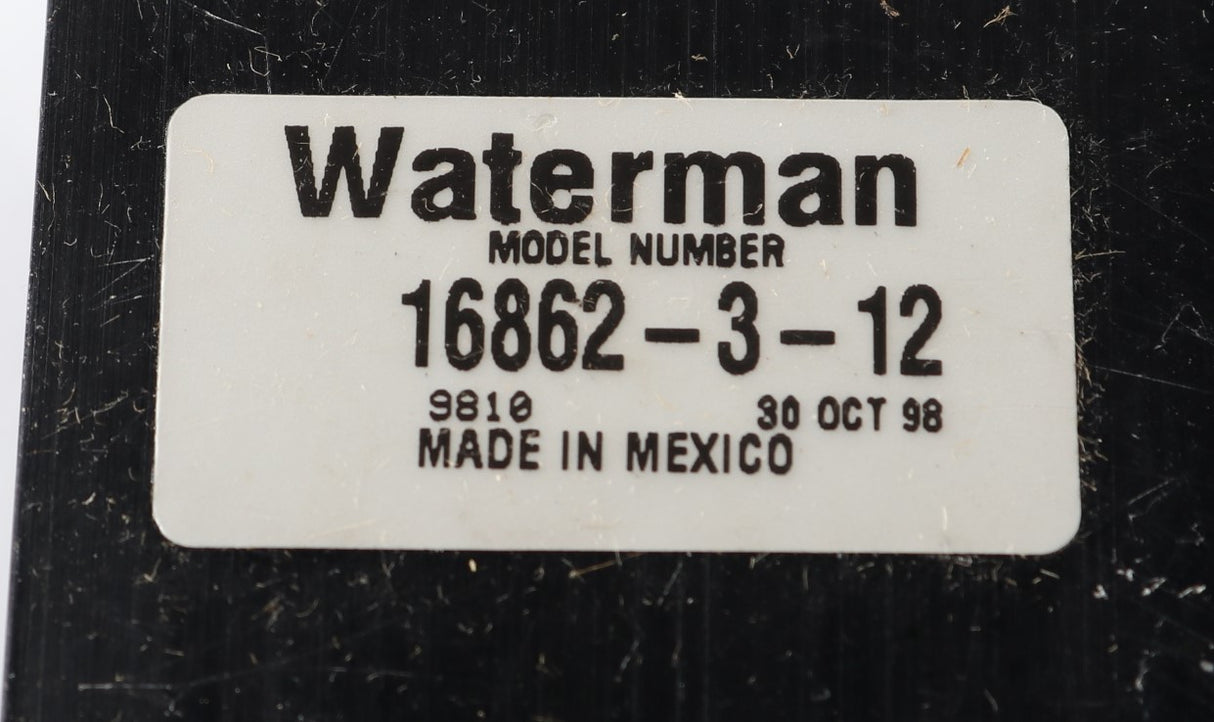 Waterman
MODEL NUMBER
16862-3-12
9810 30 OCT 98
MADE IN MEXICO